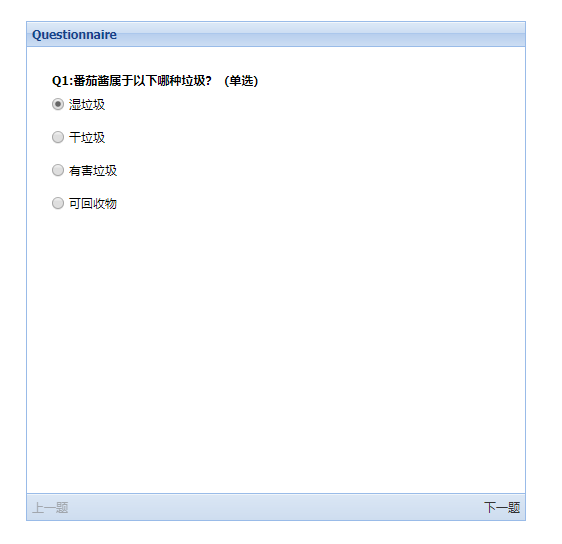 Questionnaire
Q1:番茄酱属于以下哪种垃圾？（单选）
湿垃圾
干垃圾
有害垃圾
可回收物
上一题
下一题